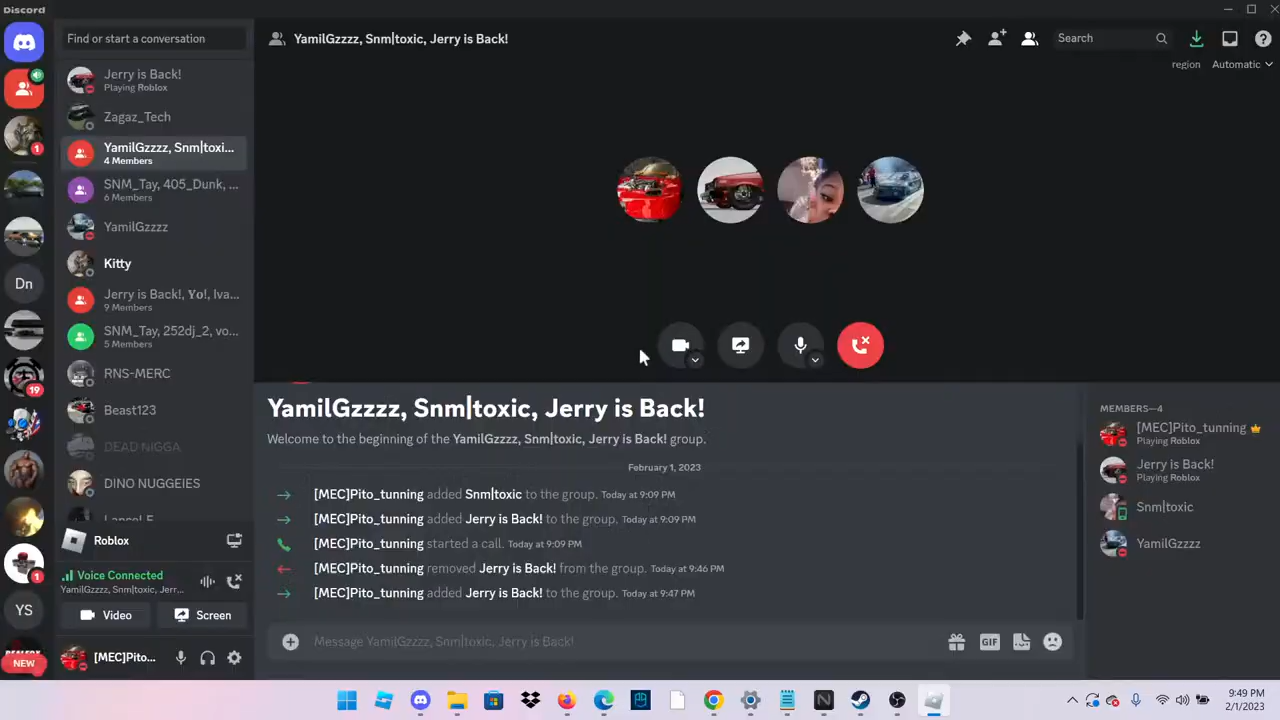 Discord
Find or start a conversation
Jerry is Back!
Playing Roblox
Zagaz_Tech
YamilGzzzz, Snm|toxi...
4 Members
SNM_Tay, 405_Dunk, ...
6 Members
YamilGzzzz
Kitty
Jerry is Back!, Yo!, Iva...
9 Members
SNM_Tay, 252dj_2, vo...
5 Members
RNS-MERC
Beast123
DEAD NIGGA
DINO NUGGEIES
Roblox
Voice Connected
YamilGzzzz, Snm|toxic, Jerr...
Video
Screen
[MEC]Pito...
1
Dn
19
1
YS
NEW
YamilGzzzz, Snm|toxic, Jerry is Back!
Search
region
Automatic
YamilGzzzz, Snm|toxic, Jerry is Back!
Welcome to the beginning of the YamilGzzzz, Snm|toxic, Jerry is Back! group.
February 1, 2023
[MEC]Pito_tunning added Snm|toxic to the group. Today at 9:09 PM
[MEC]Pito_tunning added Jerry is Back! to the group. Today at 9:09 PM
[MEC]Pito_tunning started a call. Today at 9:09 PM
[MEC]Pito_tunning removed Jerry is Back! from the group. Today at 9:46 PM
[MEC]Pito_tunning added Jerry is Back! to the group. Today at 9:47 PM
Message YamilGzzzz, Snm|toxic, Jerry is Back!
GIF
MEMBERS—4
[MEC]Pito_tunning
Playing Roblox
Jerry is Back!
Playing Roblox
Snm|toxic
YamilGzzzz
9:49 PM
2/1/2023